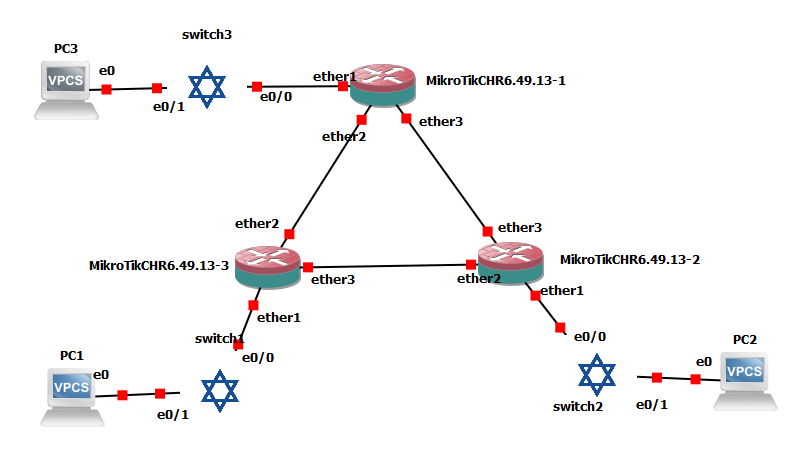 switch3
PC3
VPCS
e0
e0/1
e0/0
ether1
MikroTikCHR6.49.13-1
ether2
ether3
ether2
ether3
MikroTikCHR6.49.13-3
ether3
ether2
MikroTikCHR6.49.13-2
ether1
ether1
switch1
e0/0
e0/0
PC1
VPCS
e0
e0/1
PC2
VPCS
e0
e0/1
switch2